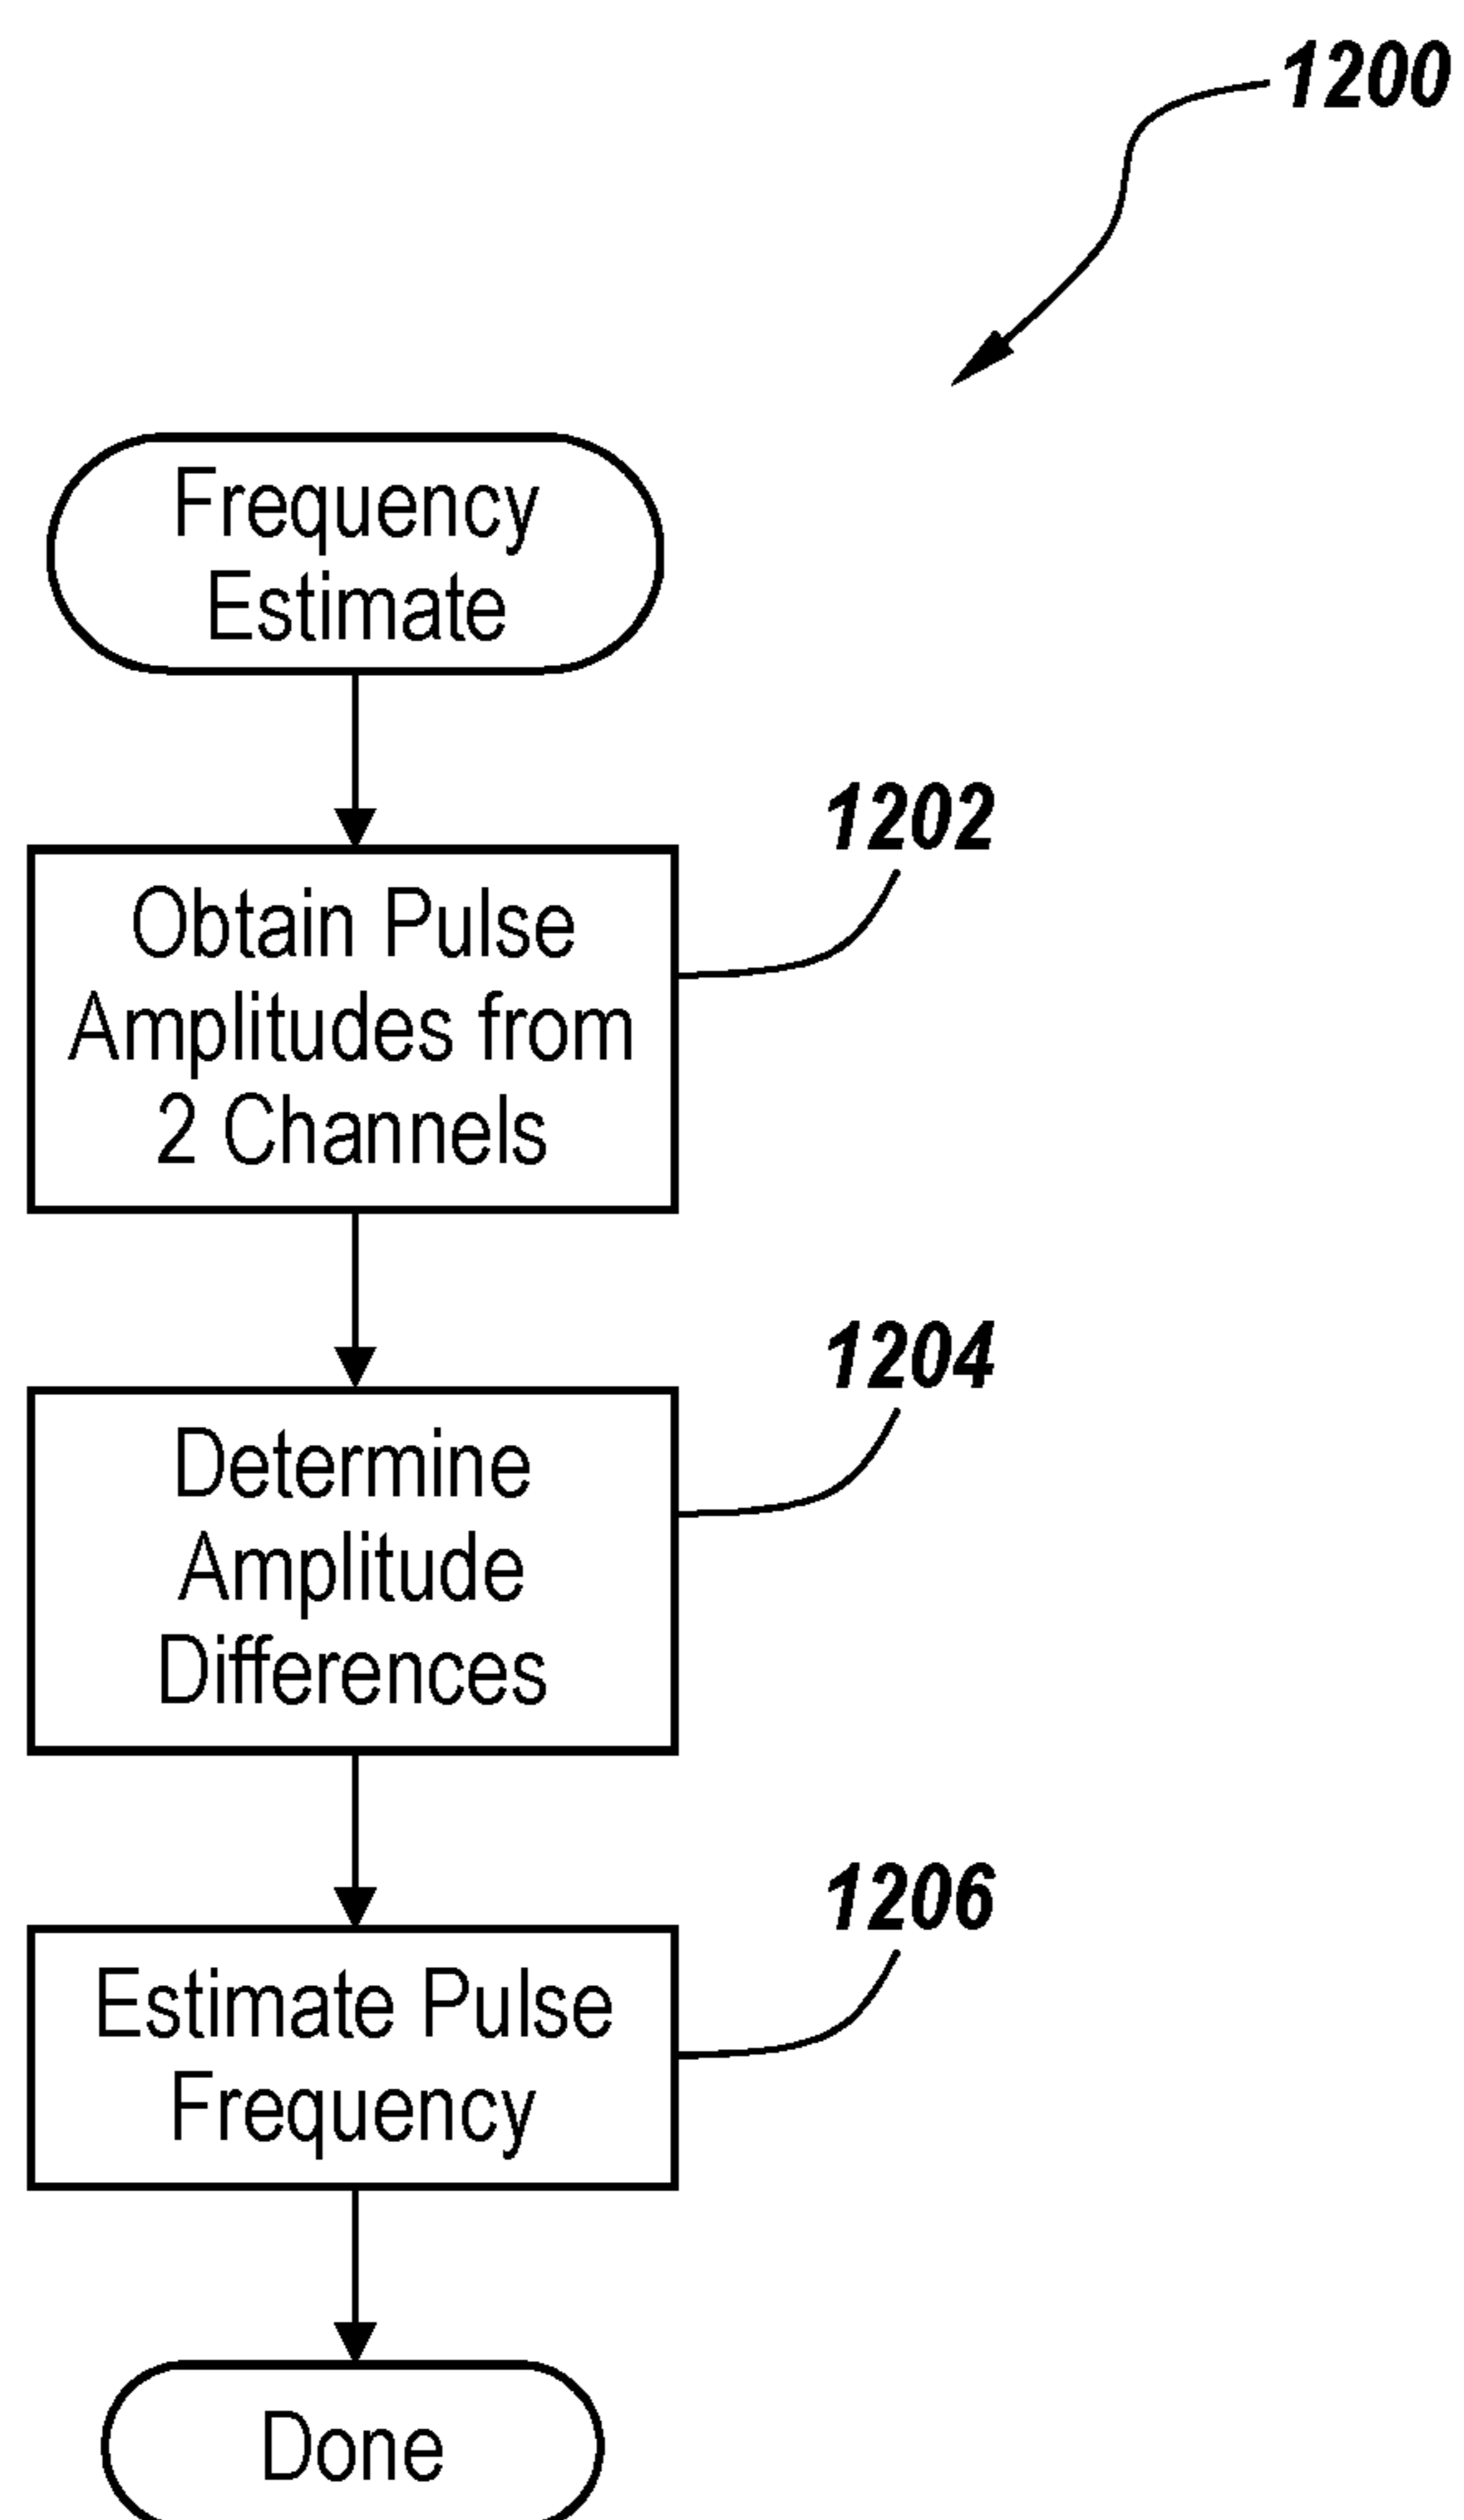 1200
Frequency
Estimate
1202
Obtain Pulse
Amplitudes from
2 Channels
1204
Determine
Amplitude
Differences
1206
Estimate Pulse
Frequency
Done